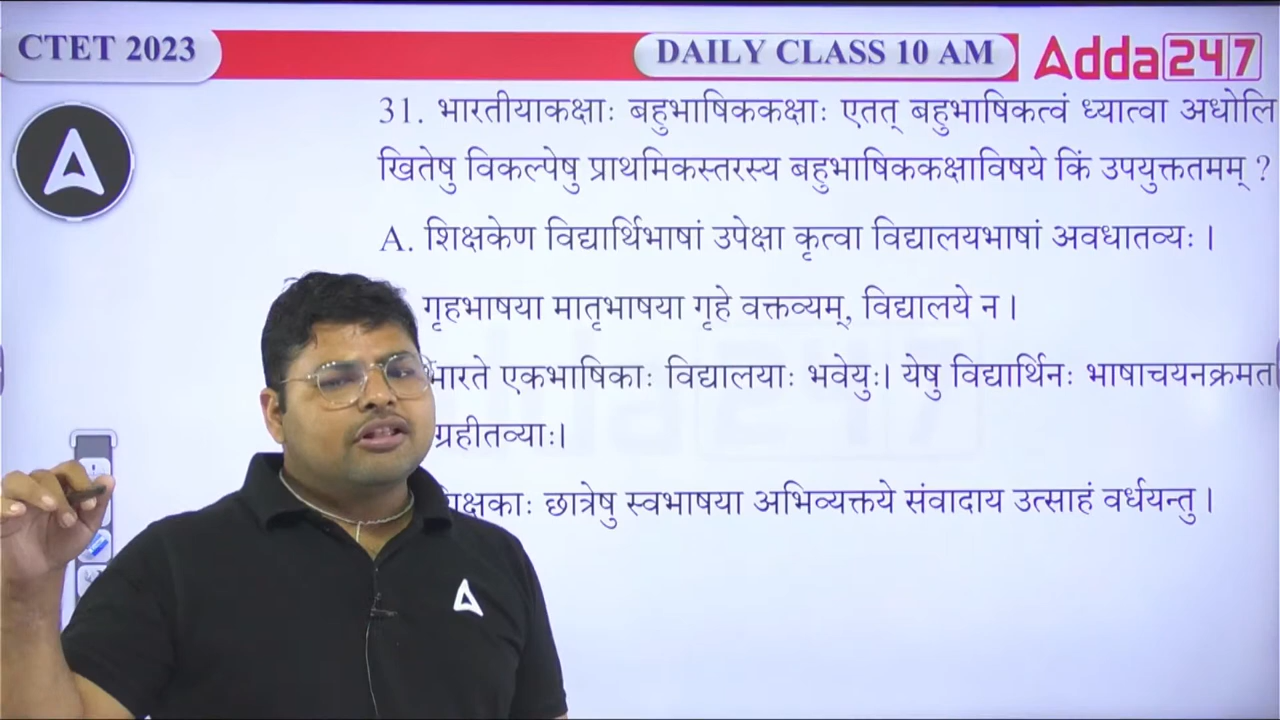 CTET 2023
DAILY CLASS 10 AM
Adda247
31. भारतीयाकक्षाः बहुभाषिककक्षाः एतत् बहुभाषिकत्वं ध्यात्वा अधोलि
खितेषु विकल्पेषु प्राथमिकस्तरस्य बहुभाषिककक्षाविषये किं उपयुक्ततमम् ?
A. शिक्षकेण विद्यार्थिभाषां उपेक्षा कृत्वा विद्यालयभाषां अवधातव्यः ।
गृहभाषया मातृभाषया गृहे वक्तव्यम्, विद्यालये न ।
भारते एकभाषिकाः विद्यालयाः भवेयुः। येषु विद्यार्थिनः भाषाचयनक्रमत
ग्रहीतव्याः।
छात्रेषु स्वभाषया अभिव्यक्तये संवादाय उत्साहं वर्धयन्तु ।